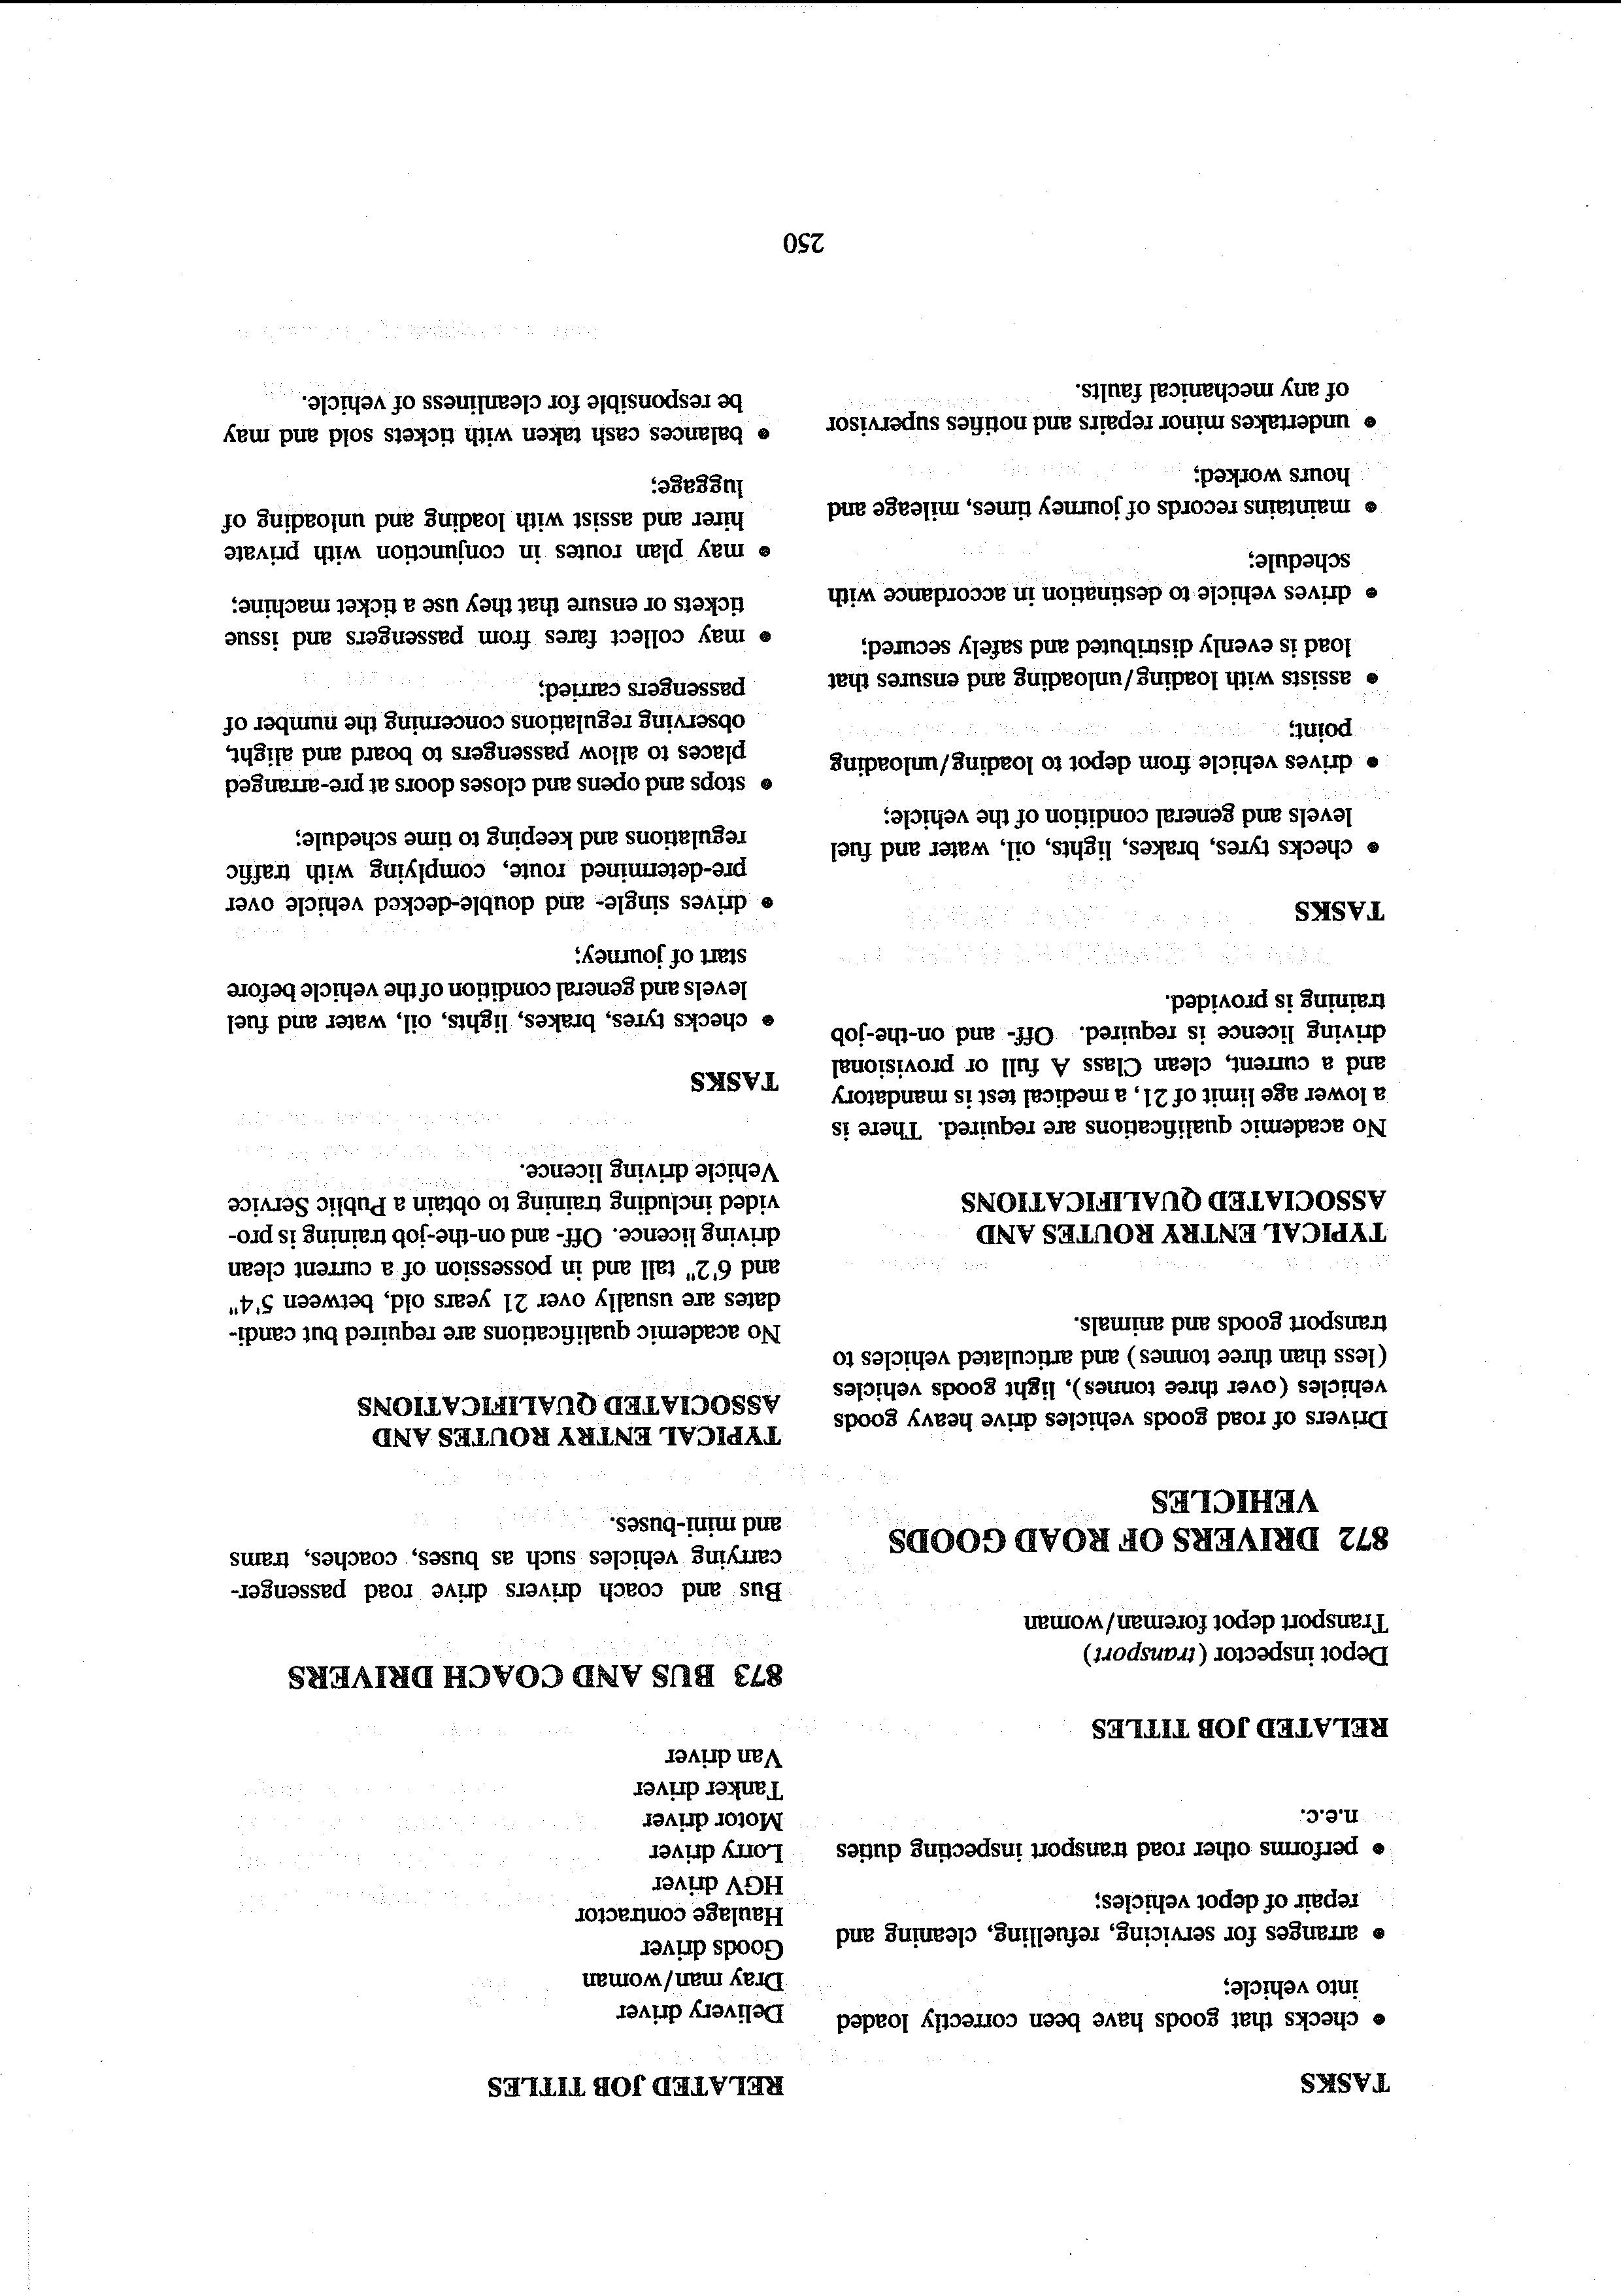 TASKS
• checks that goods have been correctly loaded
into vehicle;
• arranges for servicing, refuelling, cleaning and
repair of depot vehicles;
• performs other road transport inspecting duties
n.e.c.
RELATED JOB TITLES
Depot inspector (transport)
Transport depot foreman/woman
872 DRIVERS OF ROAD GOODS
VEHICLES
Drivers of road goods vehicles drive heavy goods
vehicles (over three tonnes), light goods vehicles
(less than three tonnes) and articulated vehicles to
transport goods and animals.
TYPICAL ENTRY ROUTES AND
ASSOCIATED QUALIFICATIONS
No academic qualifications are required. There is
a lower age limit of 21, a medical test is mandatory
and a current, clean Class A full or provisional
driving licence is required. Off- and on-the-job
training is provided.
TASKS
• checks tyres, brakes, lights, oil, water and fuel
levels and general condition of the vehicle;
• drives vehicle from depot to loading/unloading
point;
• assists with loading/unloading and ensures that
load is evenly distributed and safely secured;
• drives vehicle to destination in accordance with
schedule;
• maintains records of journey times, mileage and
hours worked;
• undertakes minor repairs and notifies supervisor
of any mechanical faults.
RELATED JOB TITLES
Delivery driver
Dray man/woman
Goods driver
Haulage contractor
HGV driver
Lorry driver
Motor driver
Tanker driver
Van driver
873 BUS AND COACH DRIVERS
Bus and coach drivers drive road passenger-
carrying vehicles such as buses, coaches, trams
and mini-buses.
TYPICAL ENTRY ROUTES AND
ASSOCIATED QUALIFICATIONS
No academic qualifications are required but candi-
dates are usually over 21 years old, between 5'4"
and 6'2" tall and in possession of a current clean
driving licence. Off- and on-the-job training is pro-
vided including training to obtain a Public Service
Vehicle driving licence.
TASKS
• checks tyres, brakes, lights, oil, water and fuel
levels and general condition of the vehicle before
start of journey;
• drives single- and double-decked vehicle over
pre-determined route, complying with traffic
regulations and keeping to time schedule;
• stops and opens and closes doors at pre-arranged
places to allow passengers to board and alight,
observing regulations concerning the number of
passengers carried;
• may collect fares from passengers and issue
tickets or ensure that they use a ticket machine;
• may plan routes in conjunction with private
hirer and assist with loading and unloading of
luggage;
• balances cash taken with tickets sold and may
be responsible for cleanliness of vehicle.
250